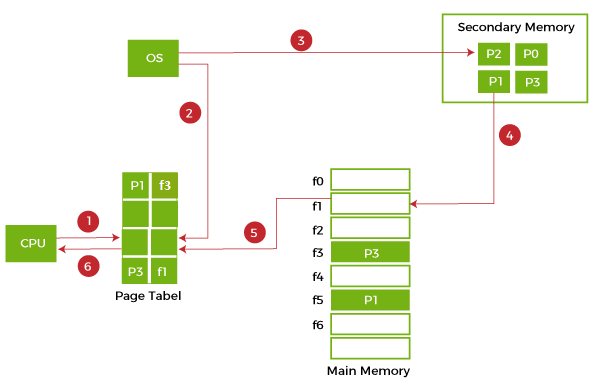 Secondary Memory
3
OS
P2 P0
P1 P3
2
4
P1 f3
f0
f1
1
f2
5
CPU
f3 P3
6
P3 f1
f4
Page Tabel
f5 P1
f6
Main Memory